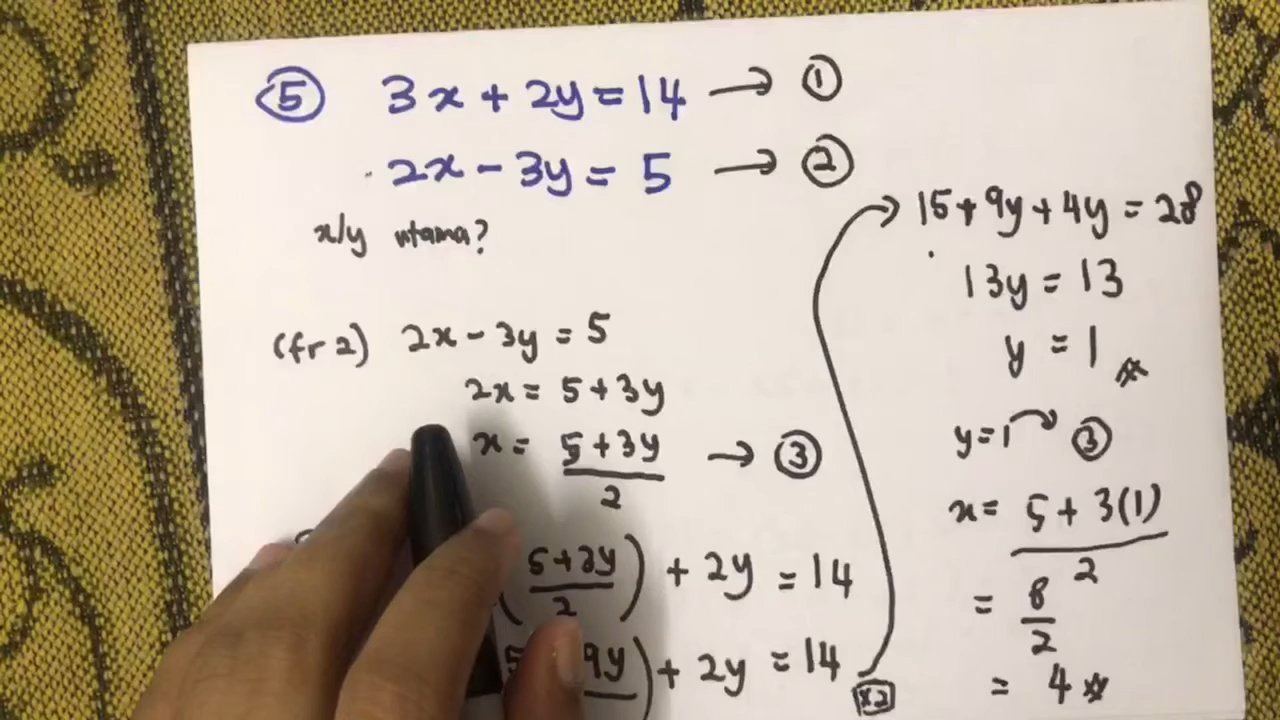 ⑤ 3x + 2y = 14 → ①
2x - 3y = 5 → ②
x/y utama?
(fr 2) 2x - 3y = 5
2x = 5 + 3y
x = 5 + 3y / 2 → ③
(5 + 3y / 2) + 2y = 14
9y) + 2y = 14
x2
15 + 9y + 4y = 28
13y = 13
y = 1
y = 1 → ③
x = 5 + 3(1) / 2
= 8 / 2
= 4